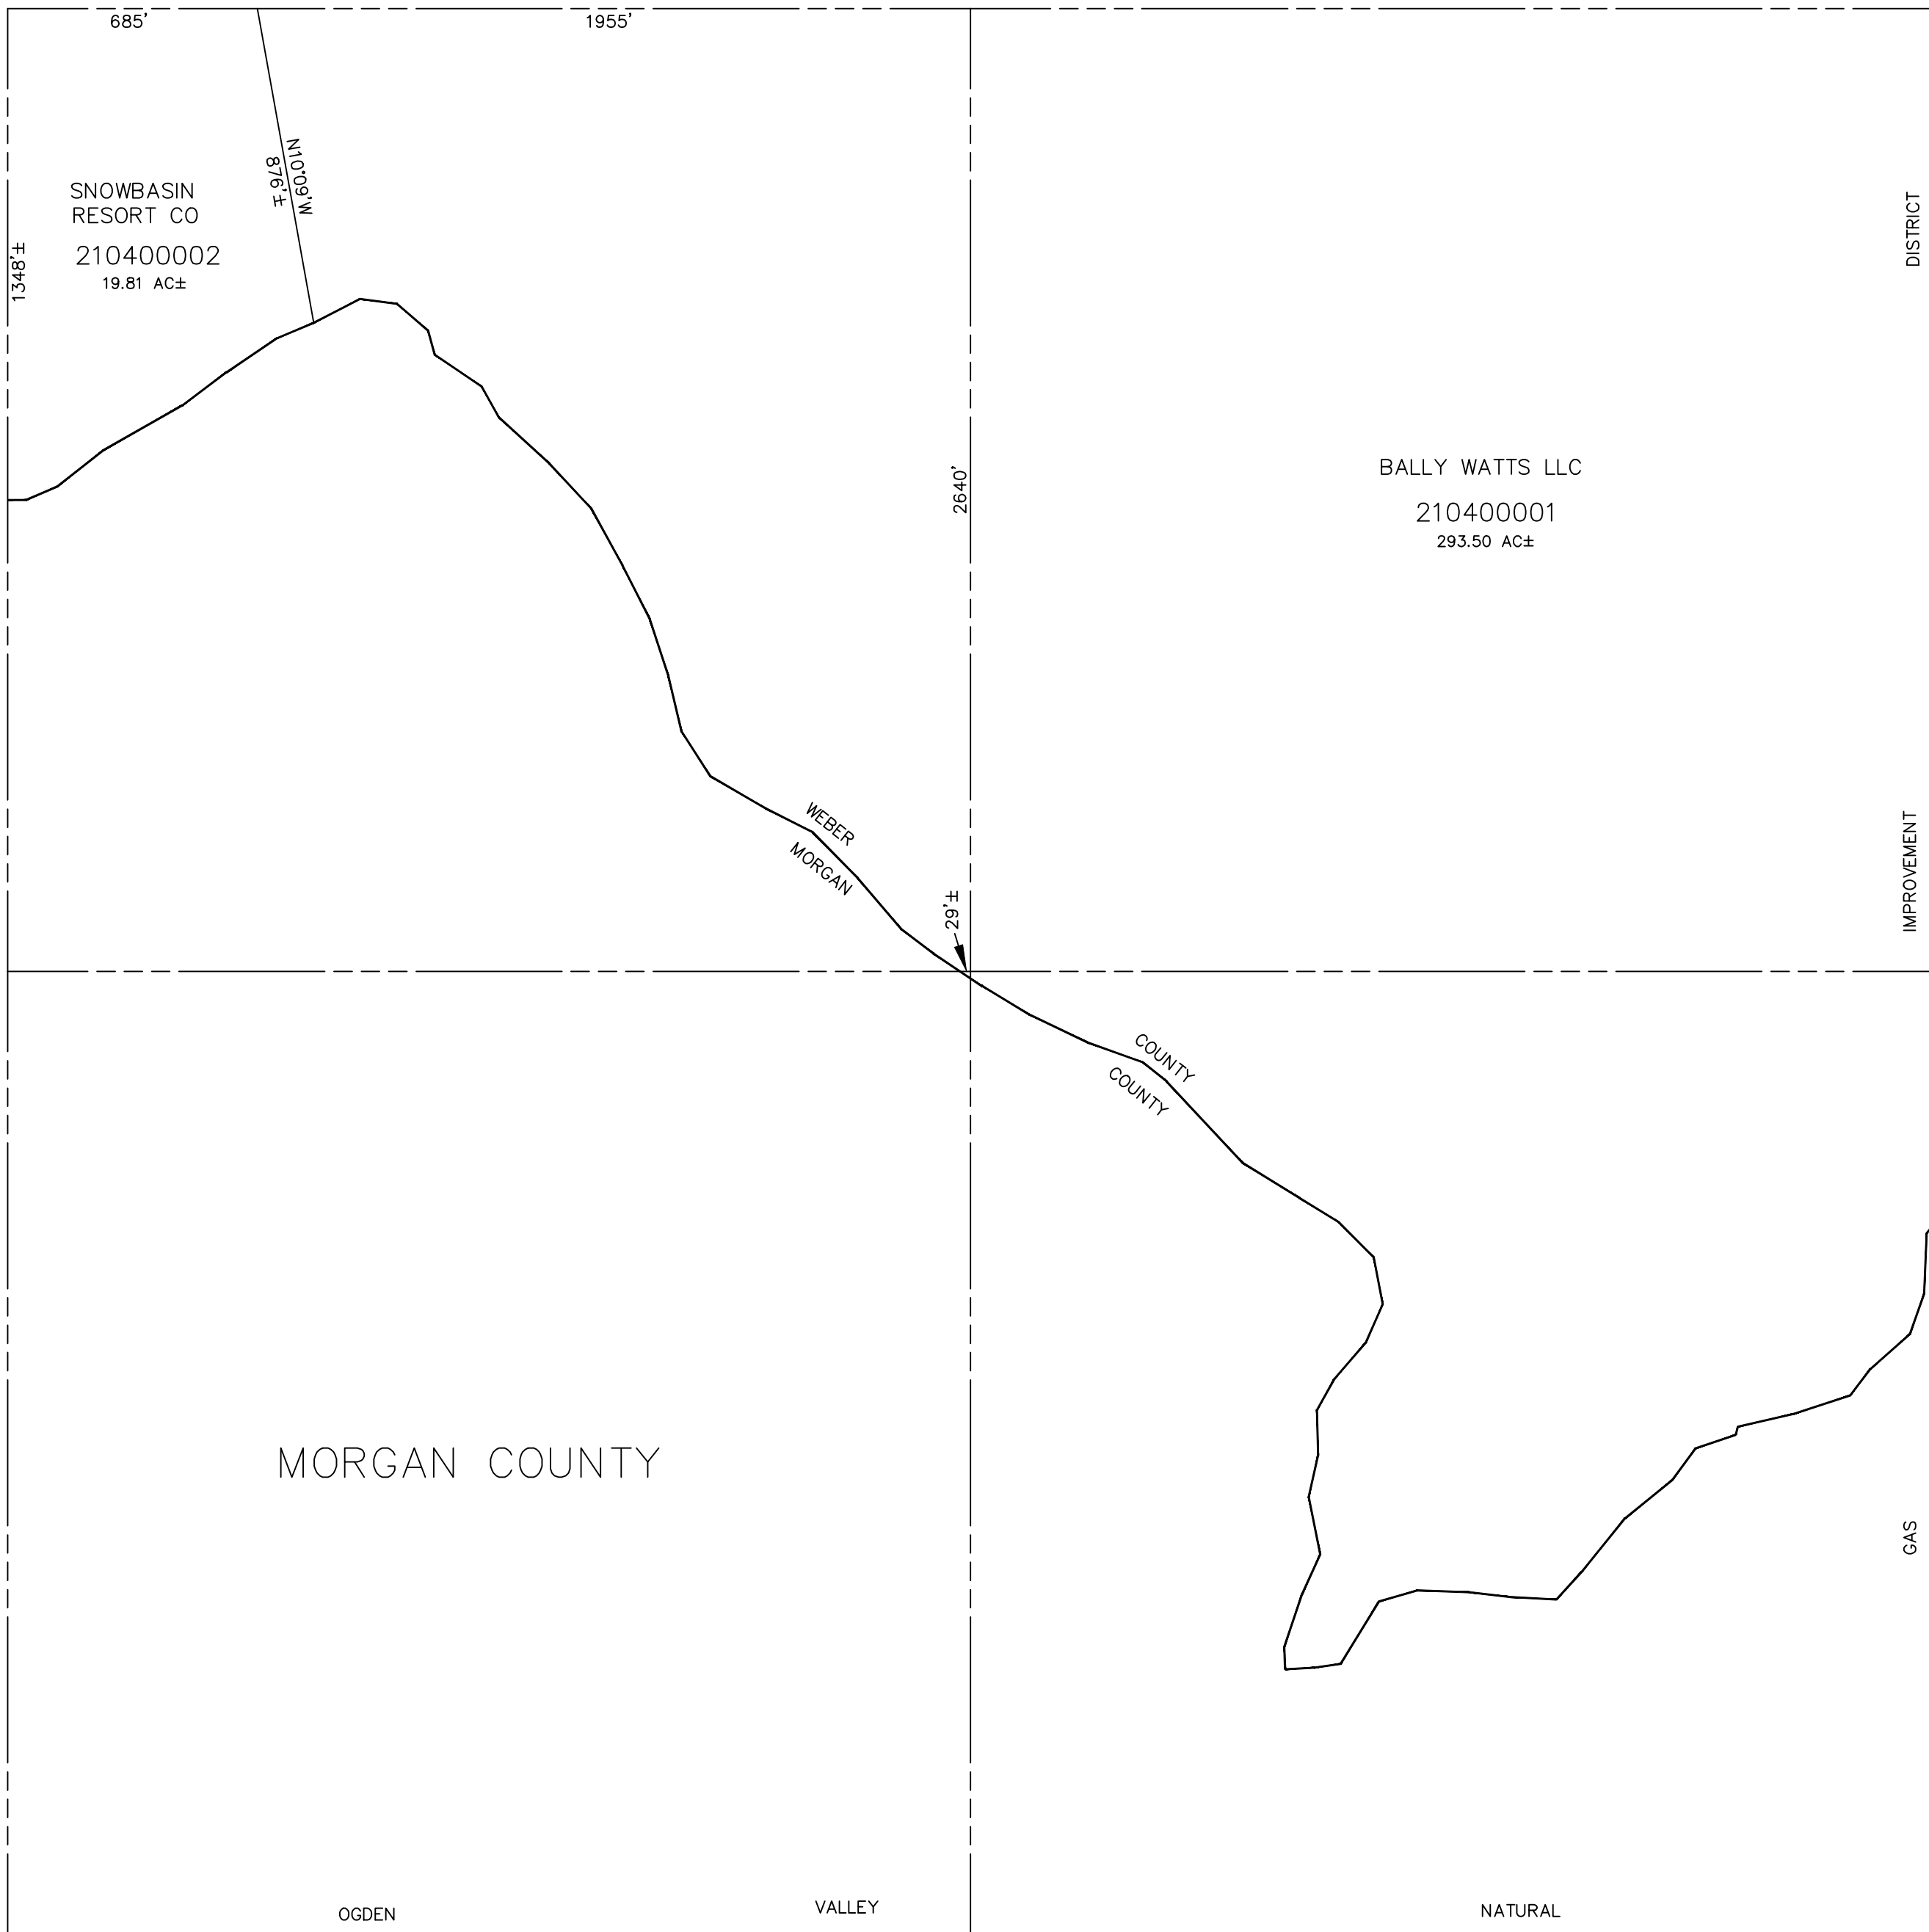 685'
1955'
N10°09'W
876'±
SNOWBASIN
RESORT CO
210400002
19.81 AC±
1348'±
DISTRICT
2640'
BALLY WATTS LLC
210400001
293.50 AC±
WEBER
MORGAN
29'±
IMPROVEMENT
COUNTY
COUNTY
MORGAN COUNTY
GAS
OGDEN
VALLEY
NATURAL